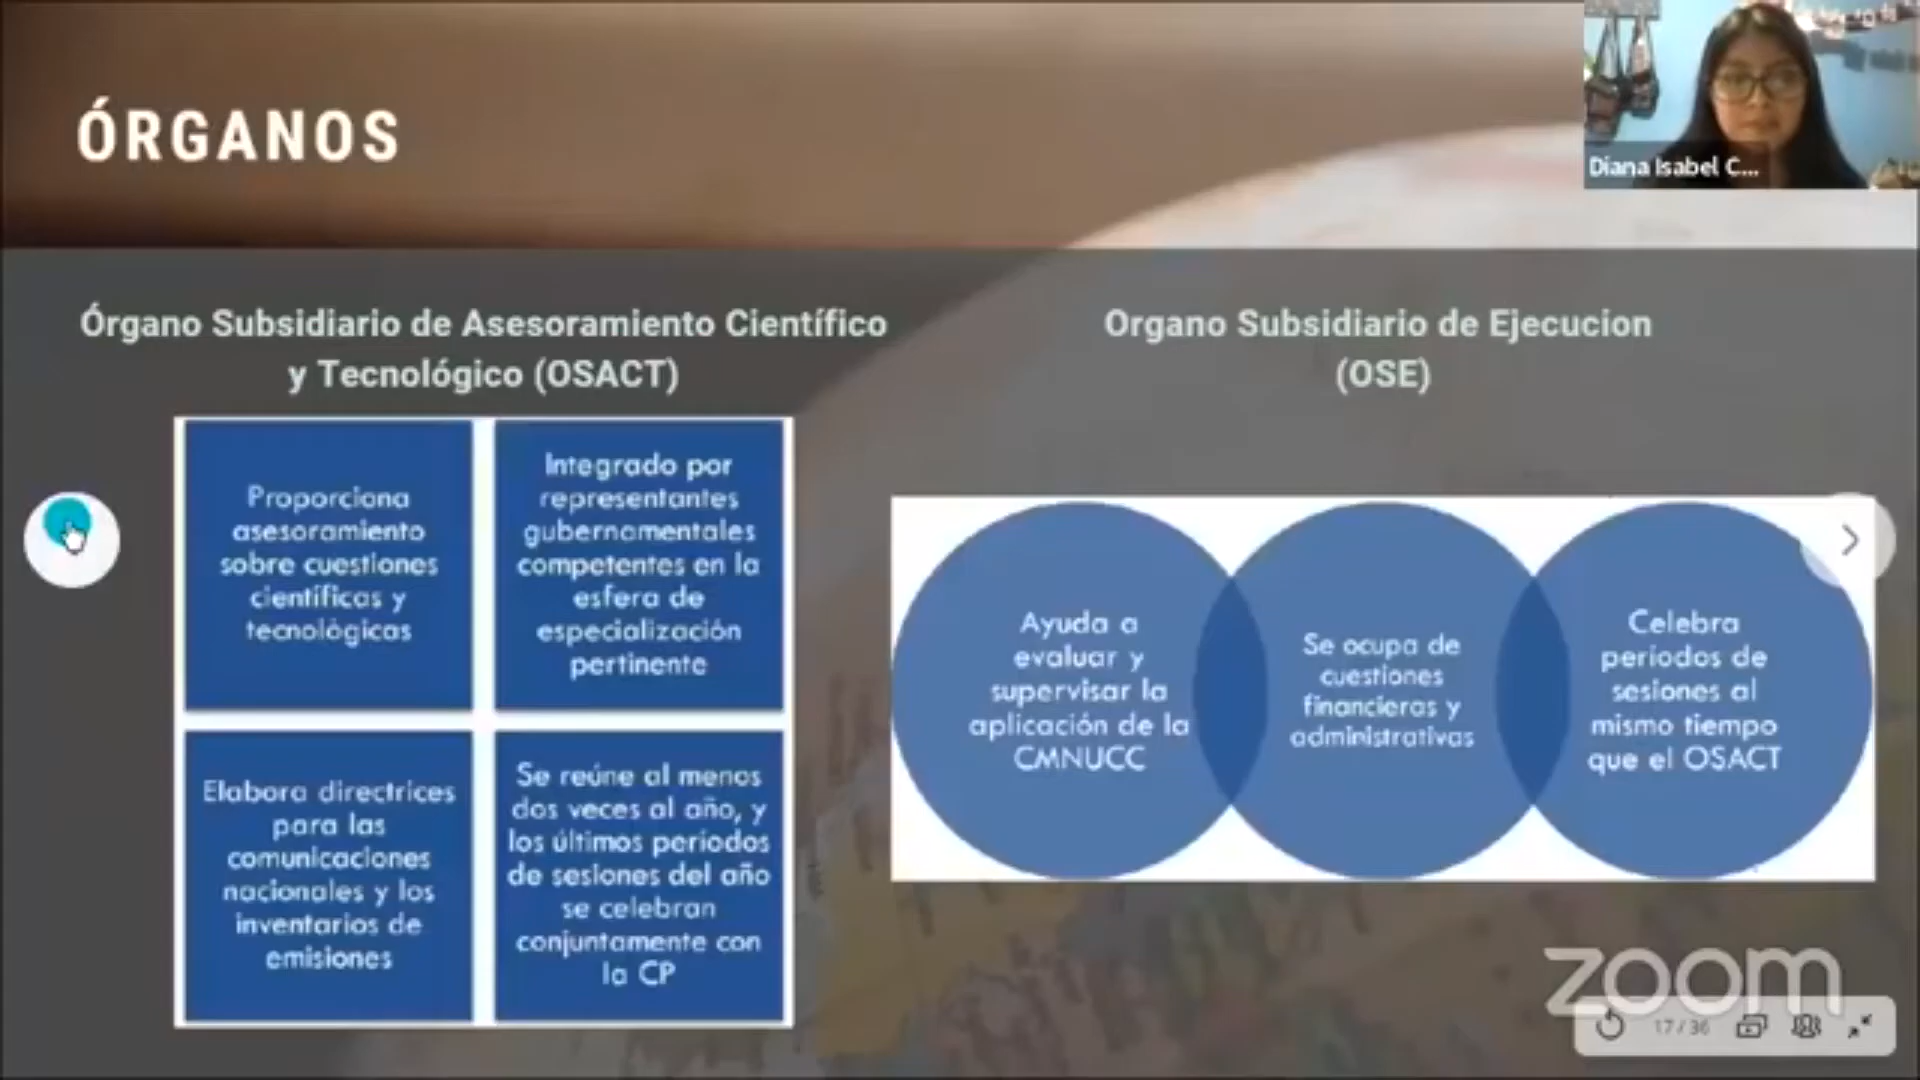 ÓRGANOS
Diana Isabel C...
Órgano Subsidiario de Asesoramiento Científico
y Tecnológico (OSACT)
Proporciona
asesoramiento
sobre cuestiones
científicas y
tecnológicas
Integrado por
representantes
gubernamentales
competentes en la
esfera de
especialización
pertinente
Elabora directrices
para las
comunicaciones
nacionales y los
inventarios de
emisiones
Se reúne al menos
dos veces al año, y
los últimos períodos
de sesiones del año
se celebran
conjuntamente con
la CP
Organo Subsidiario de Ejecucion
(OSE)
Ayuda a
evaluar y
supervisar la
aplicación de la
CMNUCC
Se ocupa de
cuestiones
financieras y
administrativas
Celebra
períodos de
sesiones al
mismo tiempo
que el OSACT
zoom
17 / 36